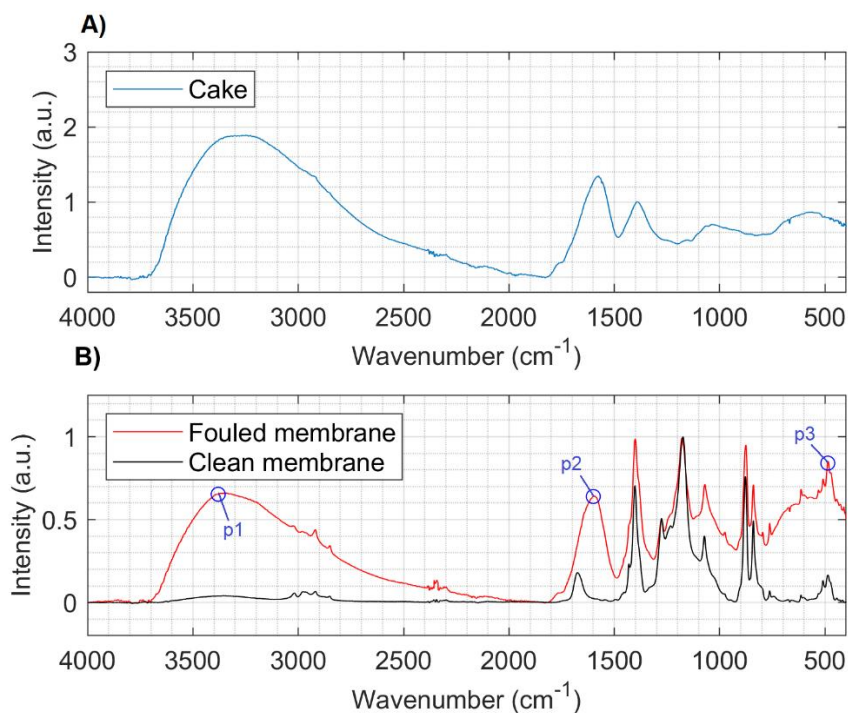 A)
3
2
1
0
Intensity (a.u.)
Cake
4000 3500 3000 2500 2000 1500 1000 500
Wavenumber (cm⁻¹)
B)
1
0.5
0
Intensity (a.u.)
Fouled membrane
Clean membrane
p1
p2
p3
4000 3500 3000 2500 2000 1500 1000 500
Wavenumber (cm⁻¹)